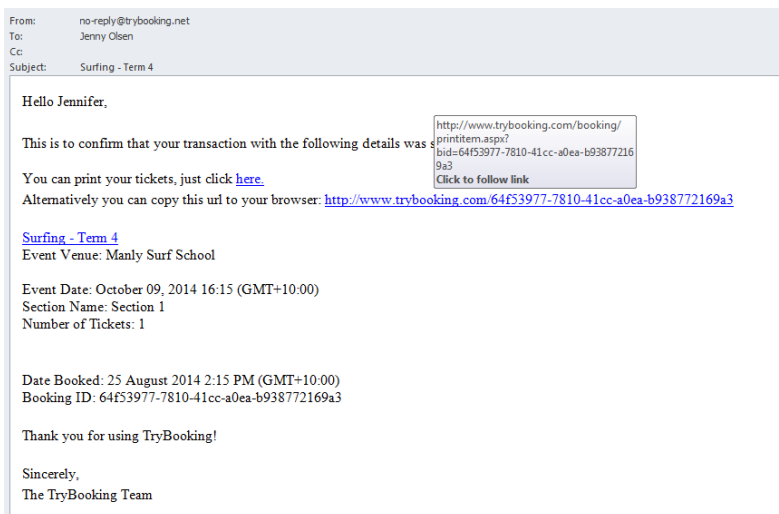 From: no-reply@trybooking.net
To: Jenny Olsen
Cc:
Subject: Surfing - Term 4
Hello Jennifer,
http://www.trybooking.com/booking/
printitem.aspx?
bid=64f53977-7810-41cc-a0ea-b93877216
9a3
Click to follow link
This is to confirm that your transaction with the following details was s
You can print your tickets, just click here.
Alternatively you can copy this url to your browser: http://www.trybooking.com/64f53977-7810-41cc-a0ea-b938772169a3
Surfing - Term 4
Event Venue: Manly Surf School
Event Date: October 09, 2014 16:15 (GMT+10:00)
Section Name: Section 1
Number of Tickets: 1
Date Booked: 25 August 2014 2:15 PM (GMT+10:00)
Booking ID: 64f53977-7810-41cc-a0ea-b938772169a3
Thank you for using TryBooking!
Sincerely,
The TryBooking Team